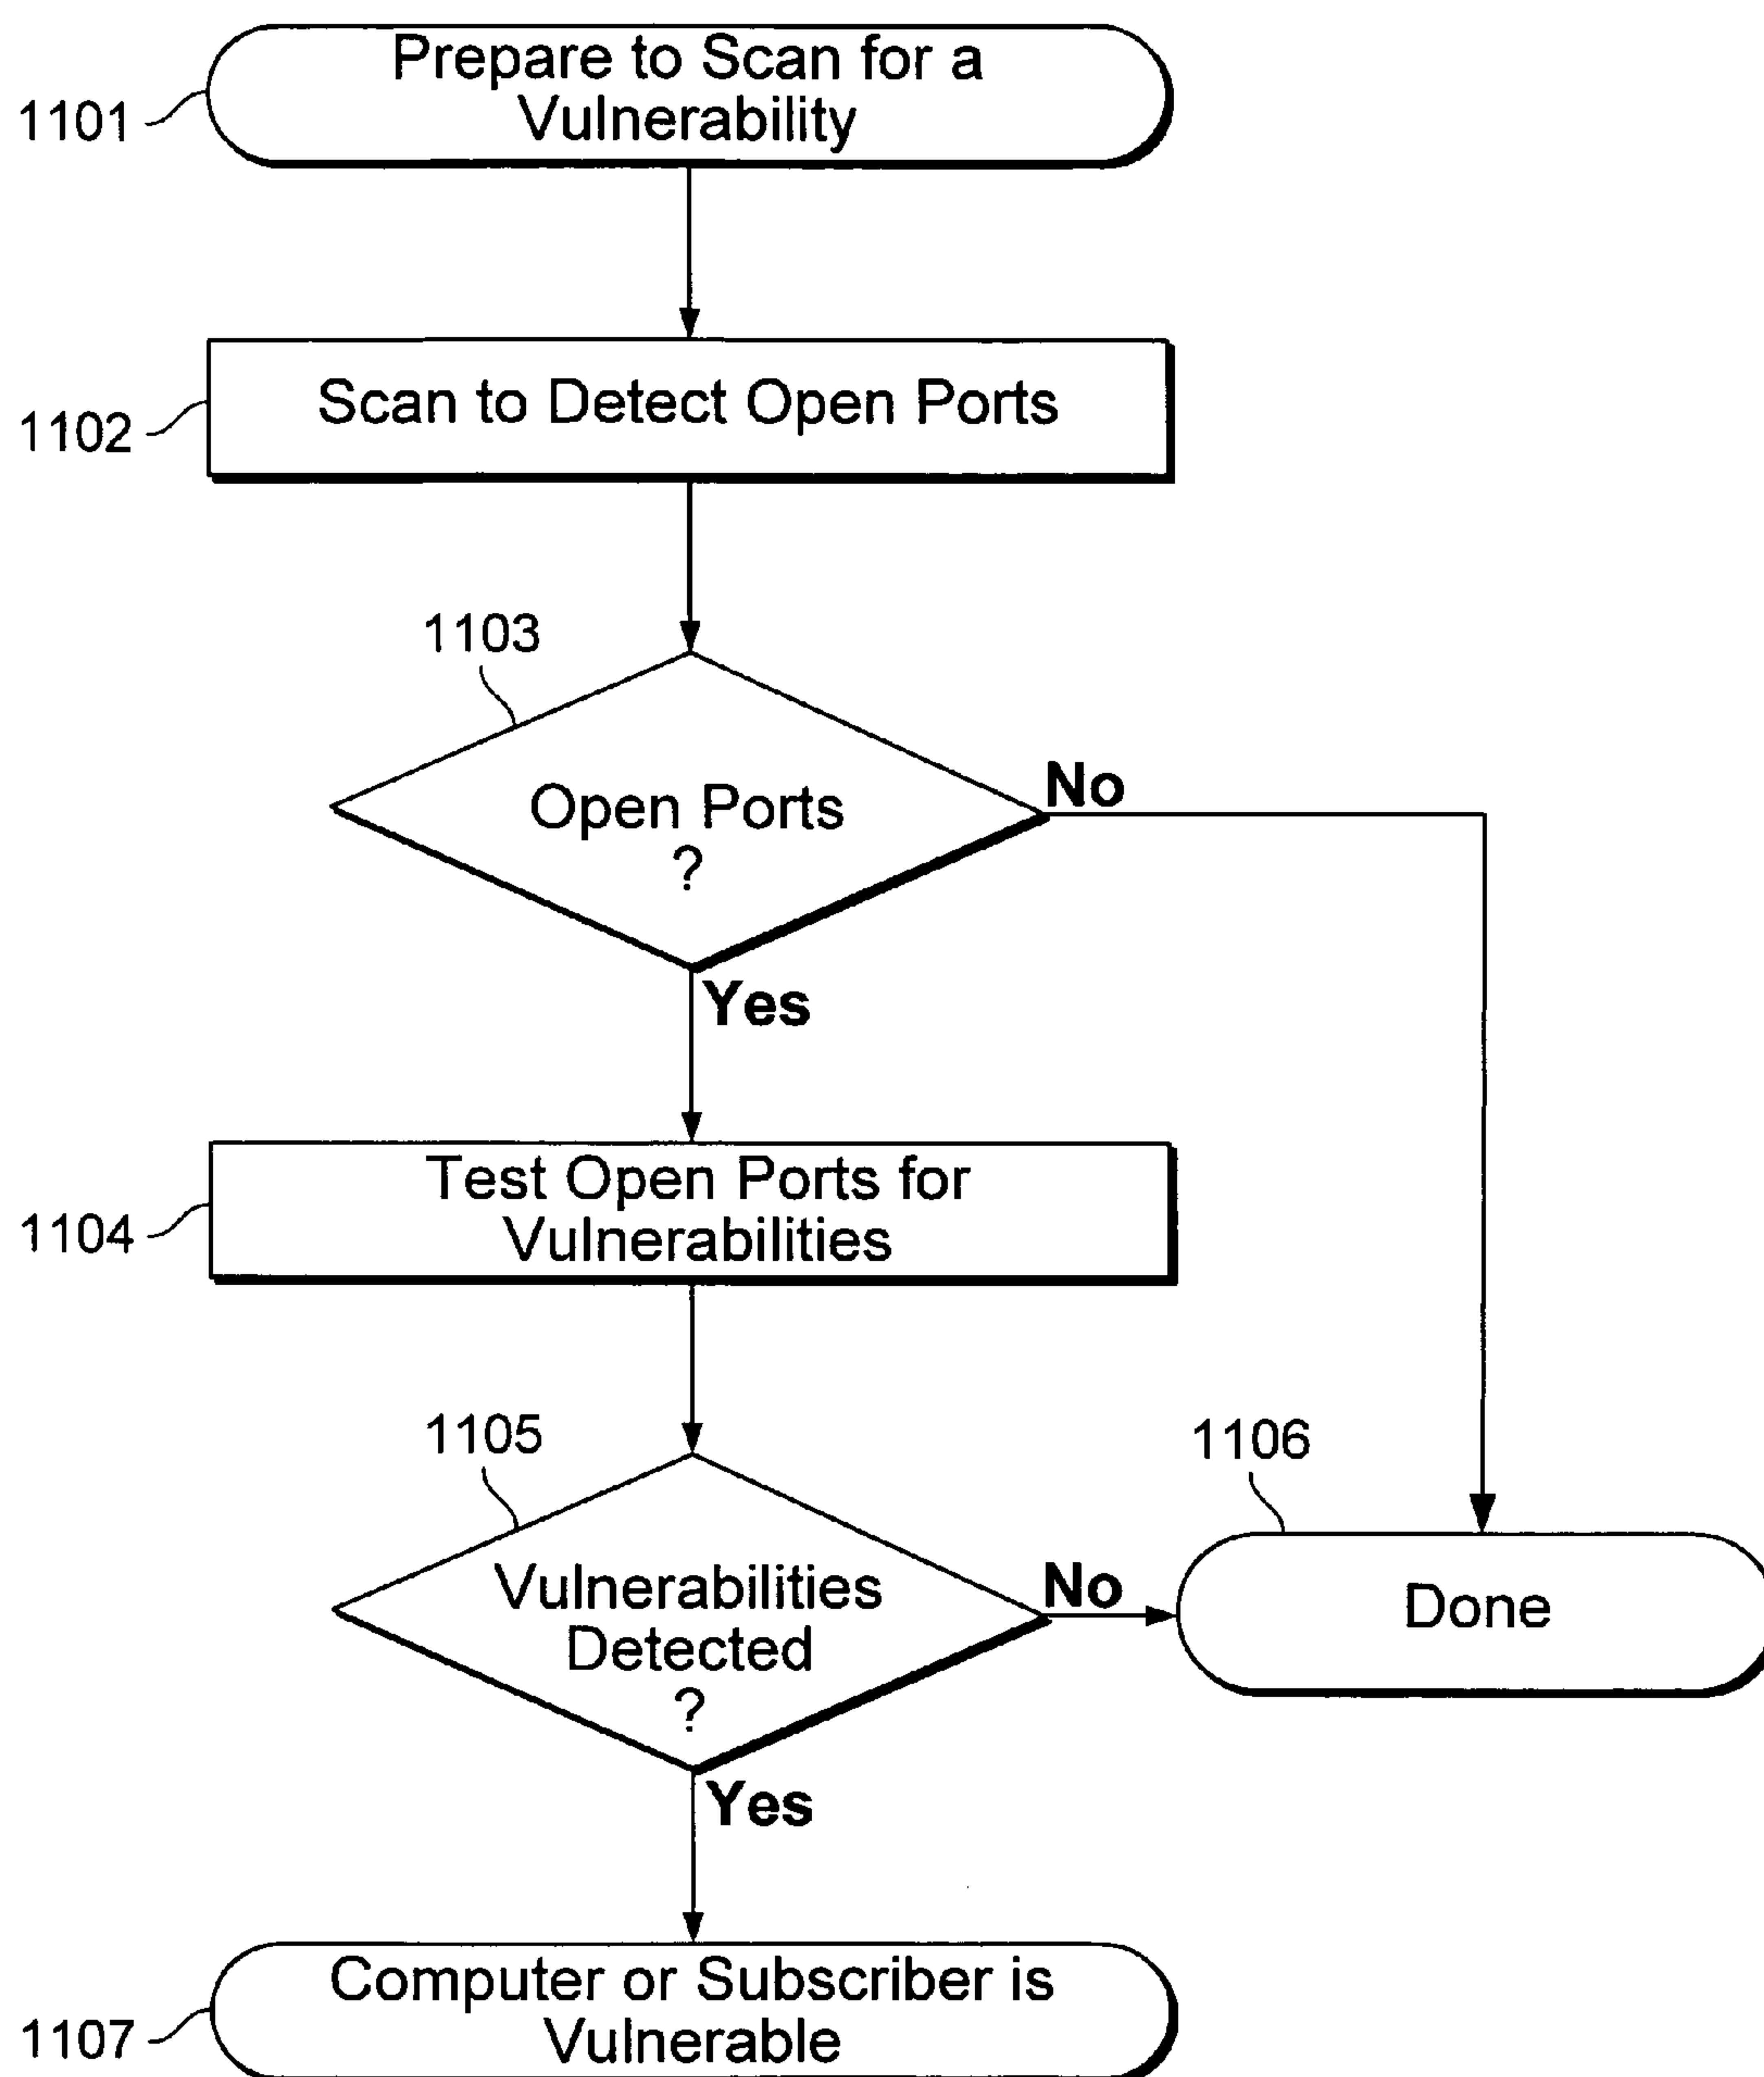 Prepare to Scan for a
Vulnerability
1101
Scan to Detect Open Ports
1102
1103
Open Ports
?
No
Yes
Test Open Ports for
Vulnerabilities
1104
1105
Vulnerabilities
Detected
?
No
1106
Done
Yes
Computer or Subscriber is
Vulnerable
1107